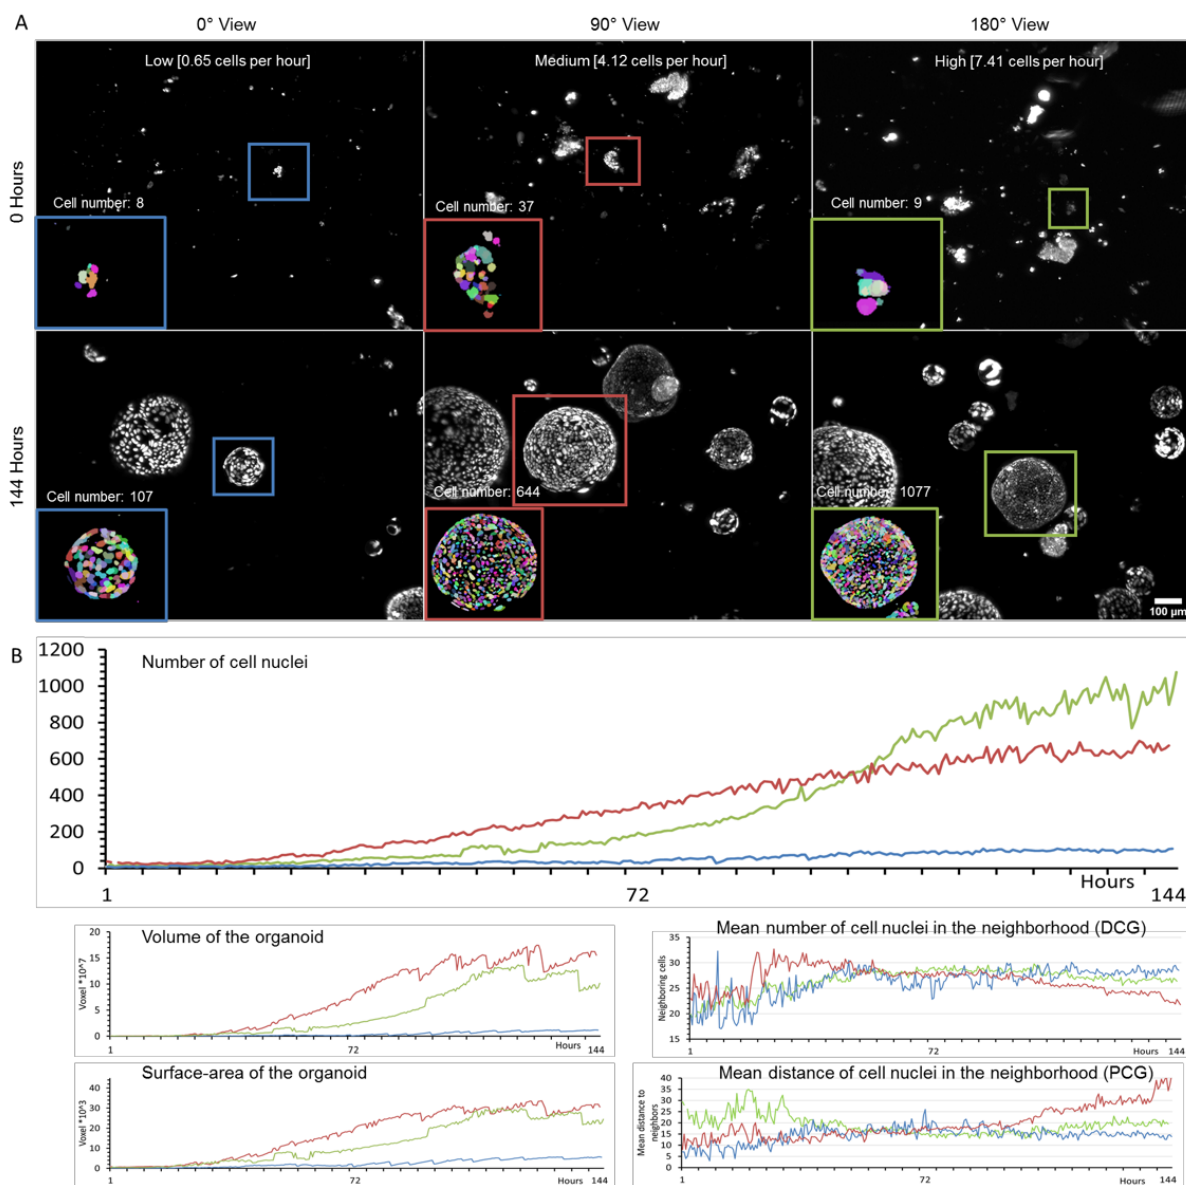 A
0° View 90° View 180° View
0 Hours
Low [0.65 cells per hour] Medium [4.12 cells per hour] High [7.41 cells per hour]
Cell number: 8 Cell number: 37 Cell number: 9
144 Hours
Cell number: 107 Cell number: 644 Cell number: 1077
100 µm
B
Number of cell nuclei
1200
1000
800
600
400
200
0
Hours
1 72 144
Volume of the organoid
Voxel *10^7
20
15
10
5
0
Hours
1 72 144
Mean number of cell nuclei in the neighborhood (DCG)
Neighboring cells
35
30
25
20
15
1 72 Hours 144
Surface-area of the organoid
Voxel *10^3
40
30
20
10
0
1 72 Hours 144
Mean distance of cell nuclei in the neighborhood (PCG)
Mean distance to
neighbors
40
35
30
25
20
15
10
5
0
1 72 Hours 144